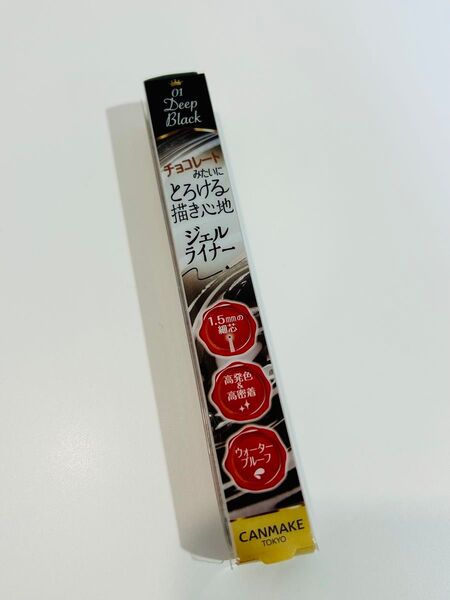 01
Deep
Black
チョコレート
みたいに
とろける
描き心地
ジェル
ライナー
1.5mmの
細芯
高発色
&
高密着
ウォーター
プルーフ
CANMAKE
TOKYO